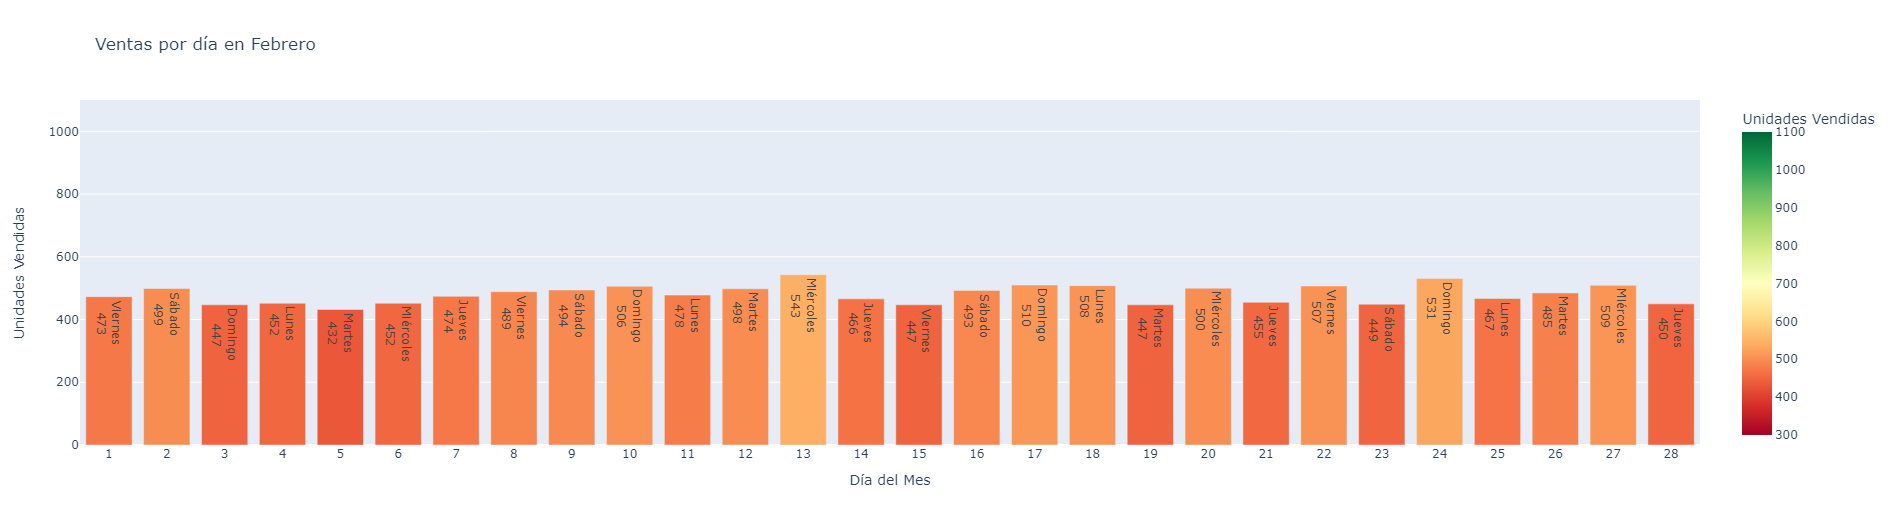 Ventas por día en Febrero
Unidades Vendidas
1000
800
600
400
200
0
Viernes
473
Sábado
499
Domingo
447
Lunes
452
Martes
432
Miércoles
452
Jueves
474
Viernes
489
Sábado
494
Domingo
506
Lunes
478
Martes
498
Miércoles
543
Jueves
466
Viernes
447
Sábado
493
Domingo
510
Lunes
508
Martes
447
Miércoles
500
Jueves
455
Viernes
507
Sábado
449
Domingo
531
Lunes
467
Martes
485
Miércoles
509
Jueves
450
1 2 3 4 5 6 7 8 9 10 11 12 13 14 15 16 17 18 19 20 21 22 23 24 25 26 27 28
Día del Mes
Unidades Vendidas
1100
1000
900
800
700
600
500
400
300